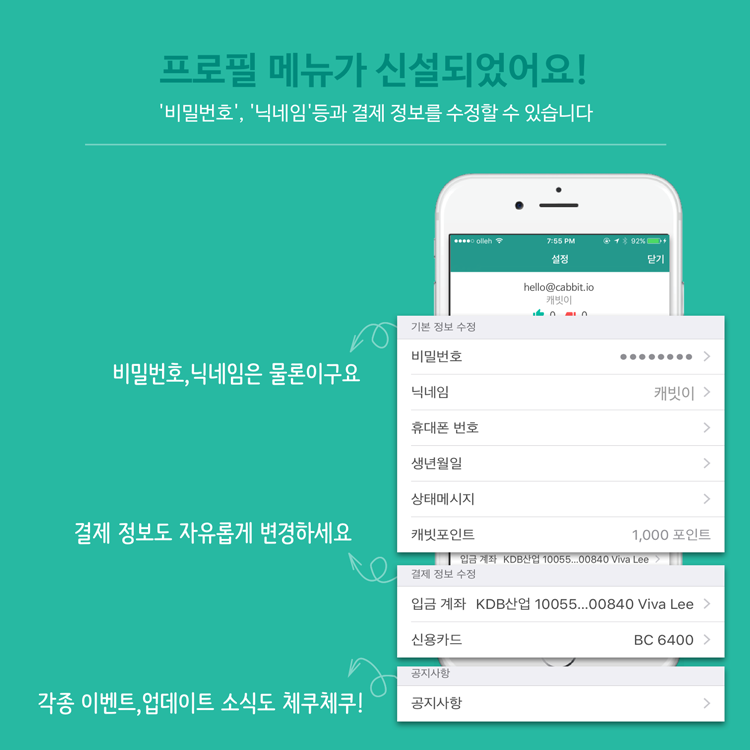 프로필 메뉴가 신설되었어요!
'비밀번호', '닉네임'등과 결제 정보를 수정할 수 있습니다
olleh 7:55 PM 92%
설정 닫기
hello@cabbit.io
캐빗이
0 0
기본 정보 수정
비밀번호 ●●●●●●●●
비밀번호,닉네임은 물론이구요
닉네임 캐빗이
휴대폰 번호
생년월일
상태메시지
캐빗포인트 1,000 포인트
결제 정보도 자유롭게 변경하세요
입금 계좌 KDB산업 10055...00840 Viva Lee
결제 정보 수정
입금 계좌 KDB산업 10055...00840 Viva Lee
신용카드 BC 6400
공지사항
각종 이벤트,업데이트 소식도 체쿠체쿠!
공지사항